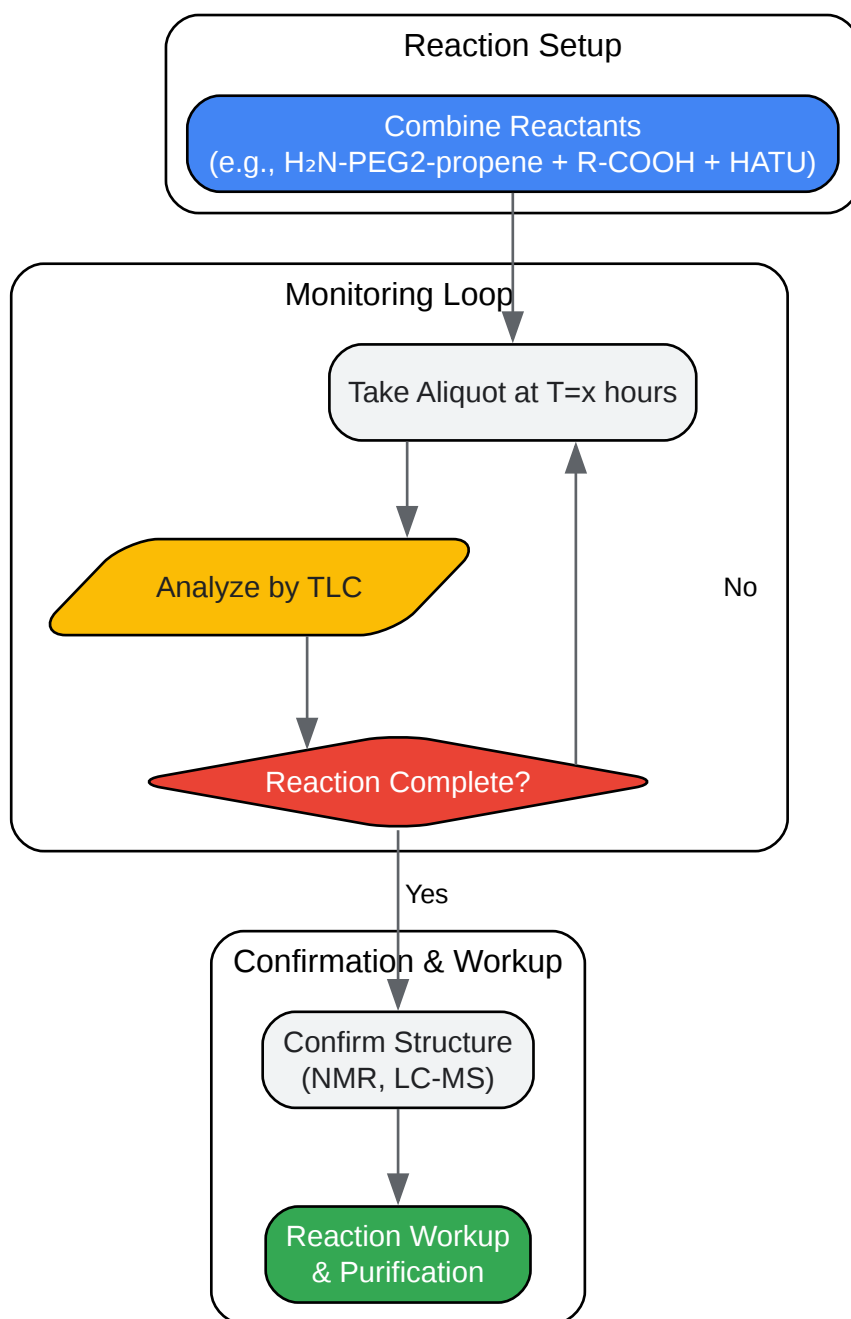 Reaction Setup
Combine Reactants
(e.g., H₂N-PEG2-propene + R-COOH + HATU)
Monitoring Loop
Take Aliquot at T=x hours
Analyze by TLC
No
Reaction Complete?
Yes
Confirmation & Workup
Confirm Structure
(NMR, LC-MS)
Reaction Workup
& Purification